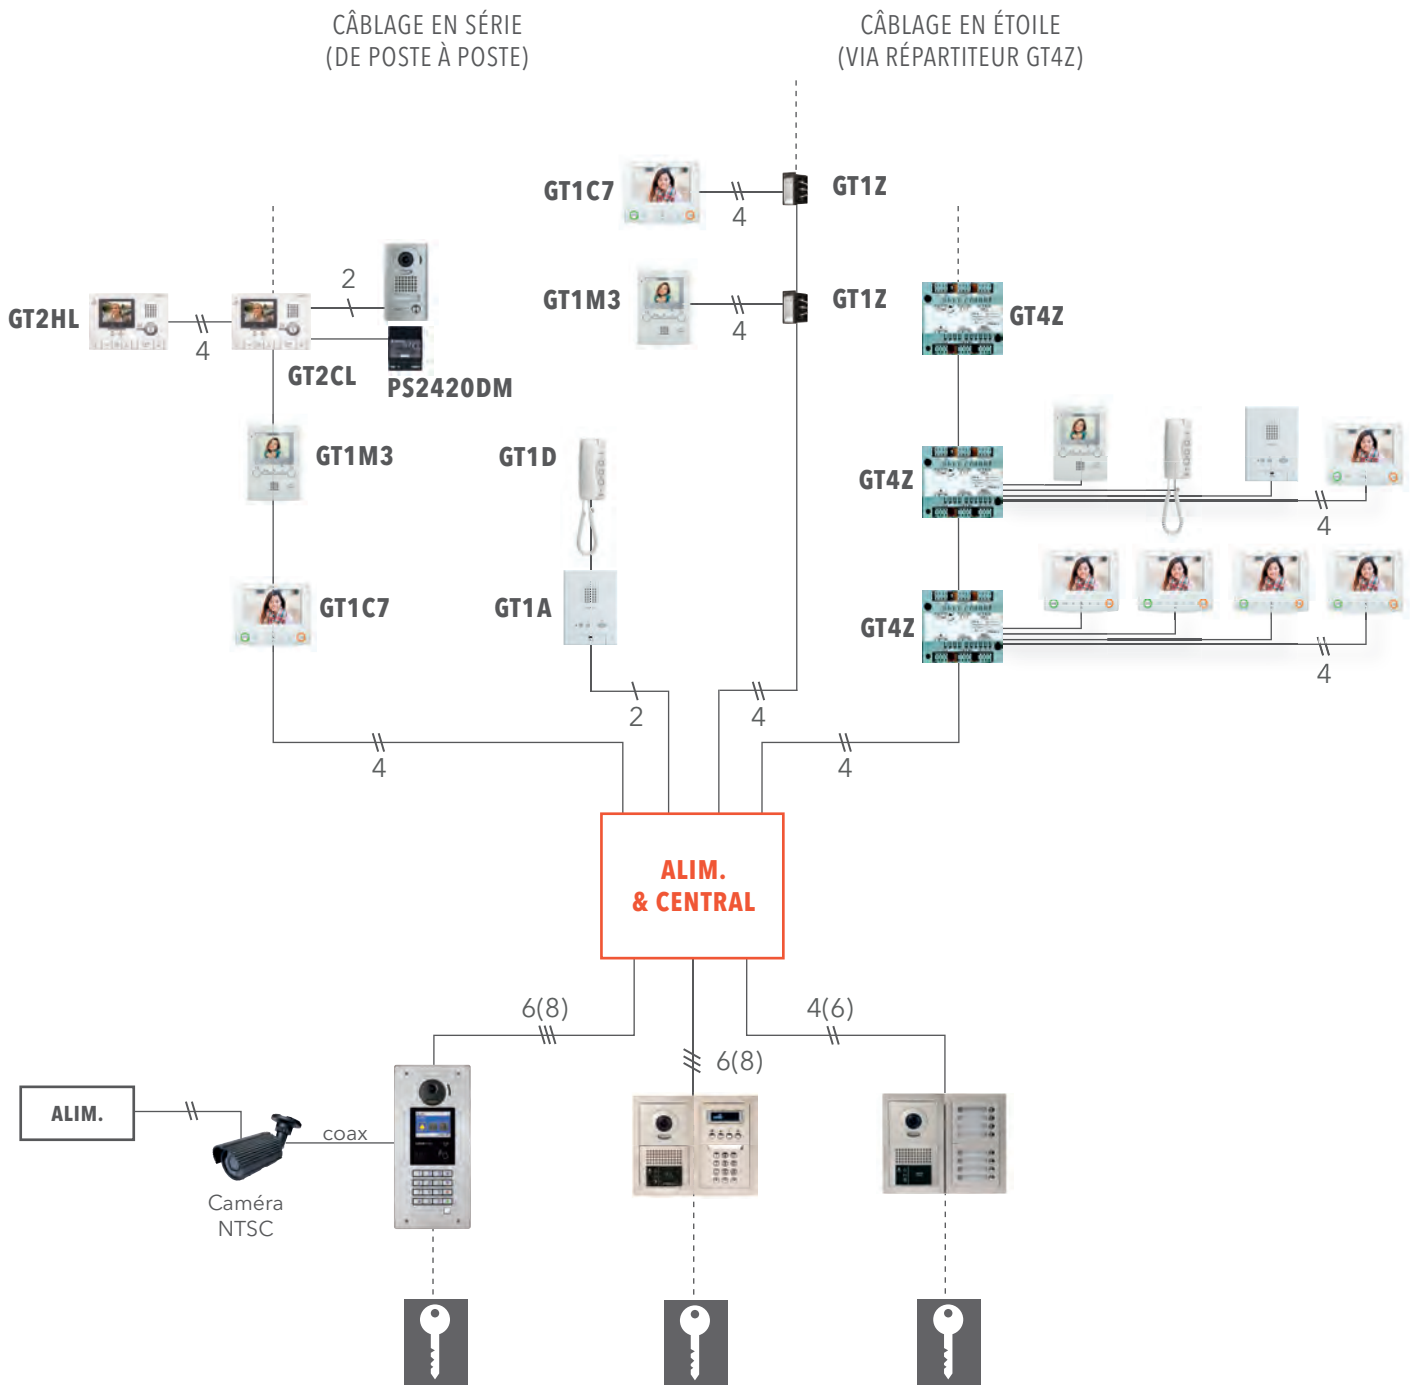 CÂBLAGE EN SÉRIE
(DE POSTE À POSTE)
CÂBLAGE EN ÉTOILE
(VIA RÉPARTITEUR GT4Z)
GT1C7
4
GT1Z
GT1M3
4
GT1Z
GT2HL
4
2
GT2CL
PS2420DM
GT4Z
GT1M3
GT1D
GT4Z
4
GT1C7
GT1A
GT4Z
4
2
4
4
4
ALIM.
& CENTRAL
6(8)
6(8)
4(6)
ALIM.
coax
Caméra
NTSC